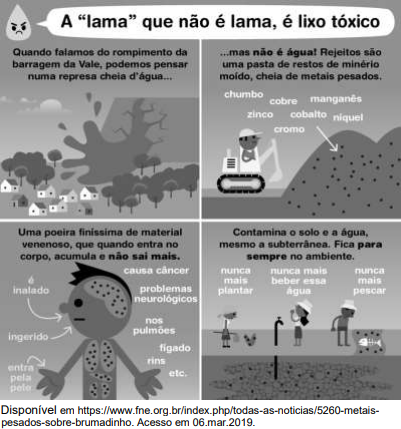 A “lama” que não é lama, é lixo tóxico
Quando falamos do rompimento da
barragem da Vale, podemos pensar
numa represa cheia d'água...
...mas não é água! Rejeitos são
uma pasta de restos de minério
moído, cheia de metais pesados.
chumbo
cobre
manganês
zinco
cobalto
níquel
cromo
Uma poeira finíssima de material
venenoso, que quando entra no
corpo, acumula e não sai mais.
é
inalado
ingerido
entra
pela
pele
causa câncer
problemas
neurológicos
nos
pulmões
fígado
rins
etc.
Contamina o solo e a água,
mesmo a subterrânea. Fica para
sempre no ambiente.
nunca
mais
plantar
nunca mais
beber essa
água
nunca
mais
pescar
Disponível em https://www.fne.org.br/index.php/todas-as-noticias/5260-metais-
pesados-sobre-brumadinho. Acesso em 06.mar.2019.